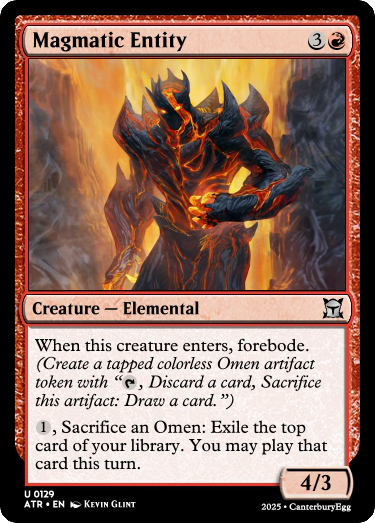 Magmatic Entity 3
Creature — Elemental
When this creature enters, forebode.
(Create a tapped colorless Omen artifact
token with “, Discard a card, Sacrifice
this artifact: Draw a card.”)
1, Sacrifice an Omen: Exile the top
card of your library. You may play that
card this turn.
4/3
U 0129
ATR • EN Kevin Glint
2025 • CanterburyEgg